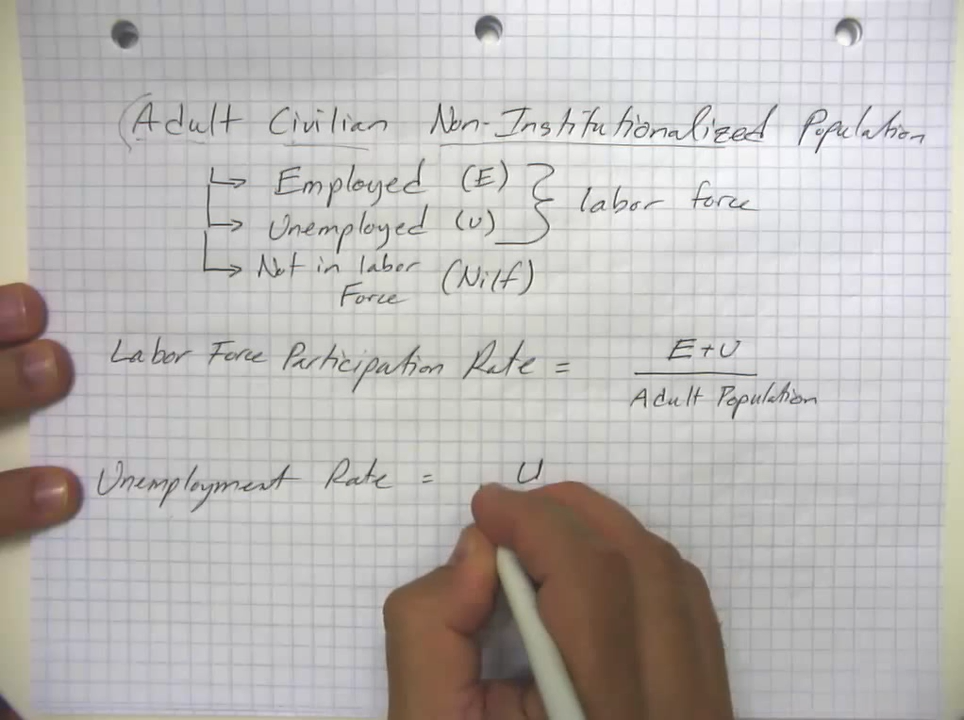 (Adult Civilian Non-Institutionalized Population
Employed (E) } labor force
Unemployed (U)
Not in labor (Nilf)
Force
Labor Force Participation Rate = E+U
Adult Population
Unemployment Rate = U